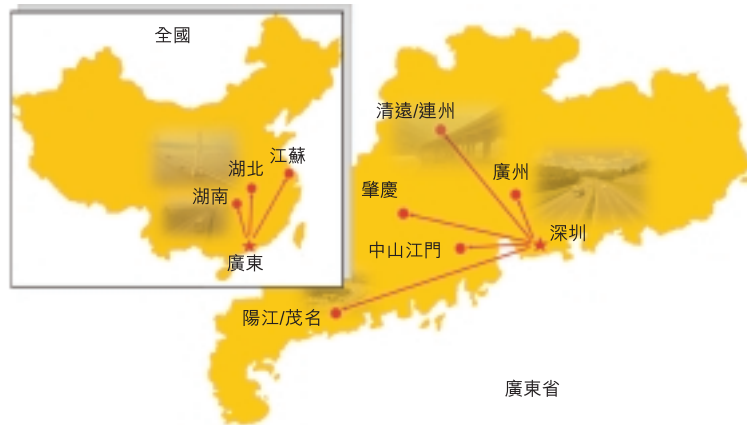 全國
江蘇
湖北
湖南
廣東
清遠/連州
廣州
肇慶
深圳
中山江門
陽江/茂名
廣東省